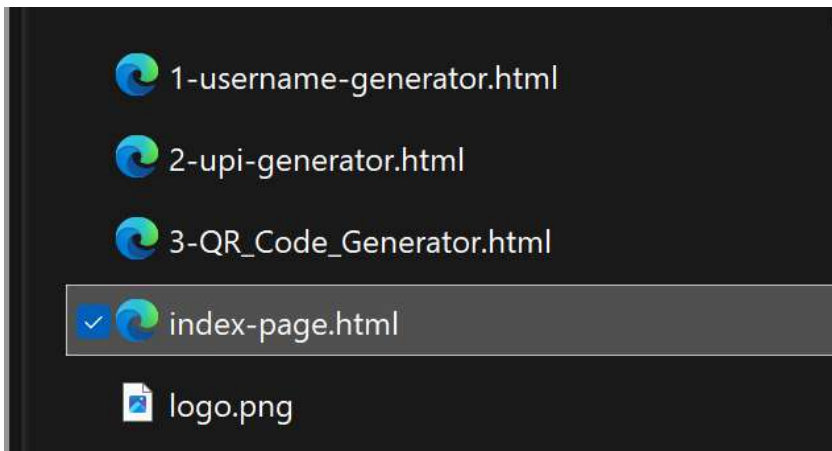 1-username-generator.html
2-upi-generator.html
3-QR_Code_Generator.html
index-page.html
logo.png